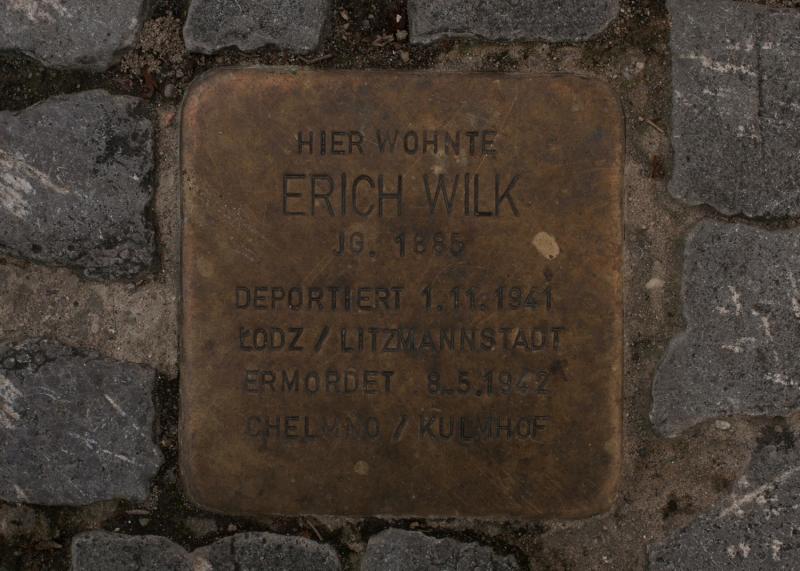 HIER WOHNTE
ERICH WILK
JG. 1885
DEPORTIERT 1.11.1941
ŁODZ / LITZMANNSTADT
ERMORDET 8.5.1942
CHELMNO / KULMHOF